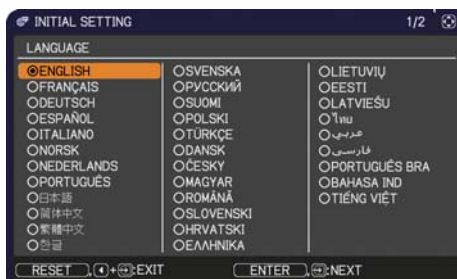 INITIAL SETTING 1/2
LANGUAGE
ENGLISH
FRANÇAIS
DEUTSCH
ESPAÑOL
ITALIANO
NORSK
NEDERLANDS
PORTUGUÊS
日本語
简体中文
繁體中文
한글
SVENSKA
РУССКИЙ
SUOMI
POLSKI
TÜRKÇE
DANSK
ČESKY
MAGYAR
ROMÂNĂ
SLOVENSKI
HRVATSKI
ΕΛΛΗΝΙΚΑ
LIETUVIŲ
EESTI
LATVIEŠU
ไทย
عربي
فارسی
PORTUGUÊS BRA
BAHASA IND
TIẾNG VIỆT
RESET , + :EXIT ENTER , :NEXT